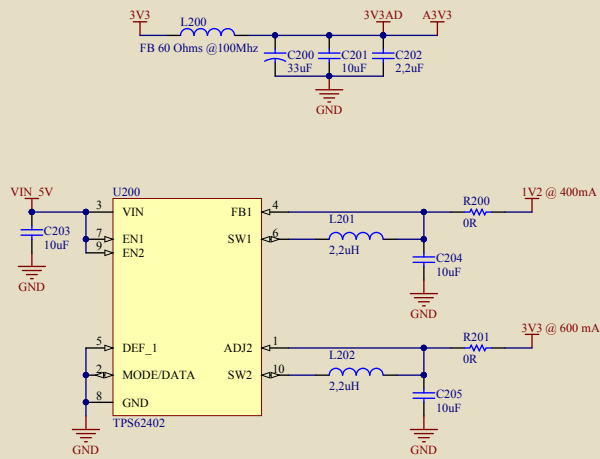 3V3 3V3AD A3V3
L200
FB 60 Ohms @100Mhz
C200 C201 C202
33uF 10uF 2,2uF
GND
VIN_5V U200
C203
10uF
GND
3 VIN
7 EN1
9 EN2
5 DEF_1
2 MODE/DATA
8 GND
GND
TPS62402
FB1 4
SW1 6
ADJ2 1
SW2 10
R200 1V2 @ 400mA
0R
L201
2,2uH
C204
10uF
GND
R201 3V3 @ 600 mA
0R
L202
2,2uH
C205
10uF
GND